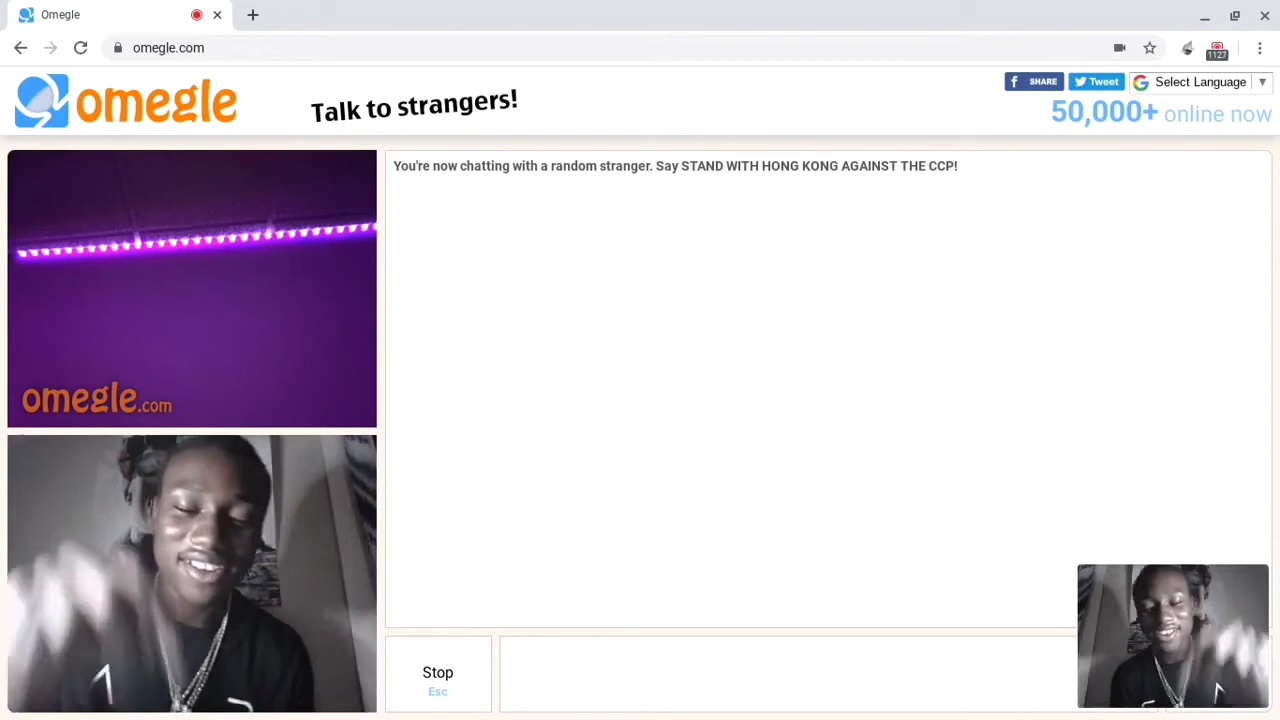 Omegle
omegle.com
1127
omegle
Talk to strangers!
SHARE
Tweet
Select Language
50,000+ online now
You're now chatting with a random stranger. Say STAND WITH HONG KONG AGAINST THE CCP!
omegle.com
Stop
Esc